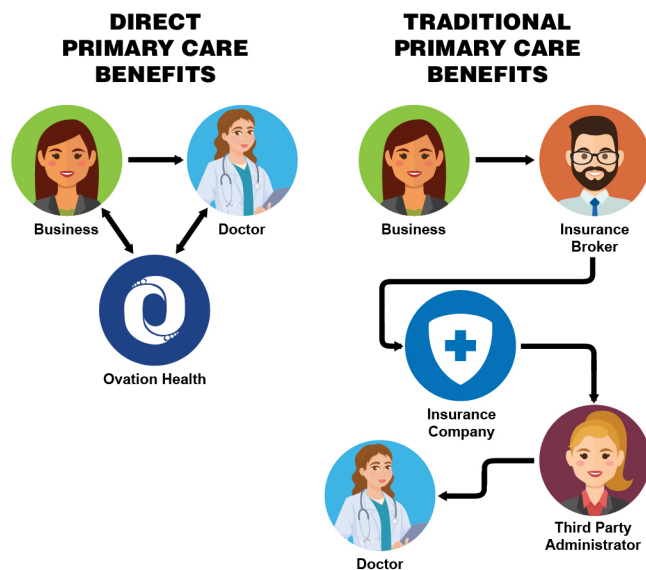 DIRECT
PRIMARY CARE
BENEFITS
Business
Doctor
Ovation Health
TRADITIONAL
PRIMARY CARE
BENEFITS
Business
Insurance
Broker
Insurance
Company
Third Party
Administrator
Doctor